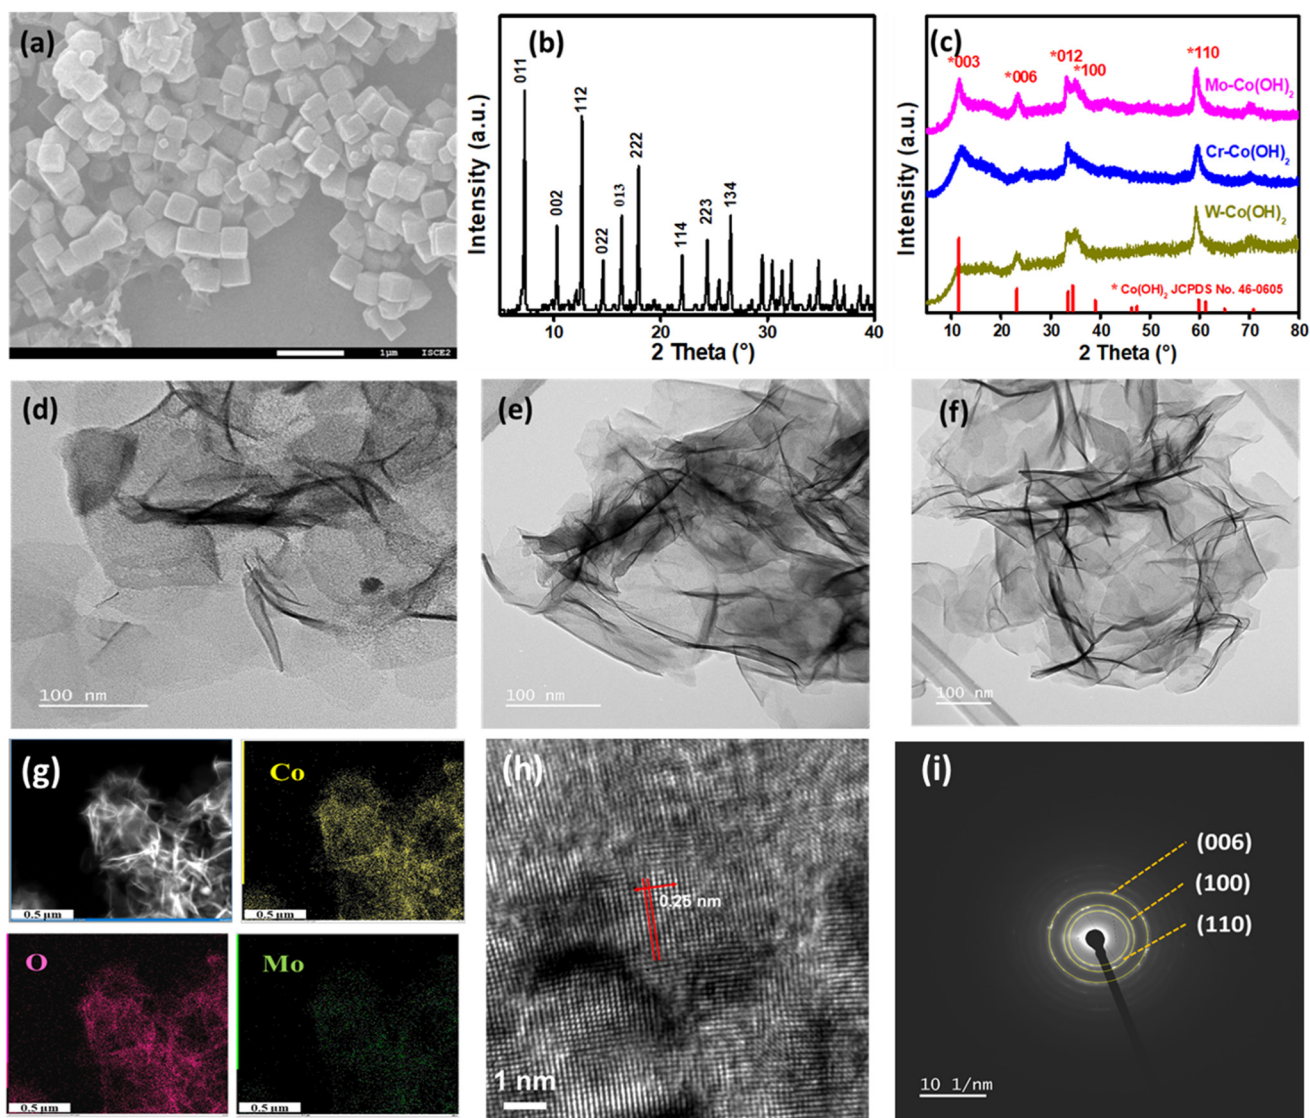 (a)
1µm ISCE2
(b)
Intensity (a.u.)
011
002
112
022
013
222
114
223
134
10 20 30 40
2 Theta (°)
(c)
Intensity (a.u.)
*003
*006
*012
*100
*110
Mo-Co(OH)2
Cr-Co(OH)2
W-Co(OH)2
* Co(OH)2 JCPDS No. 46-0605
10 20 30 40 50 60 70 80
2 Theta (°)
(d)
100 nm
(e)
100 nm
(f)
100 nm
(g)
0.5 µm
Co
0.5 µm
O
0.5 µm
Mo
0.5 µm
(h)
0.25 nm
1 nm
(i)
(006)
(100)
(110)
10 1/nm